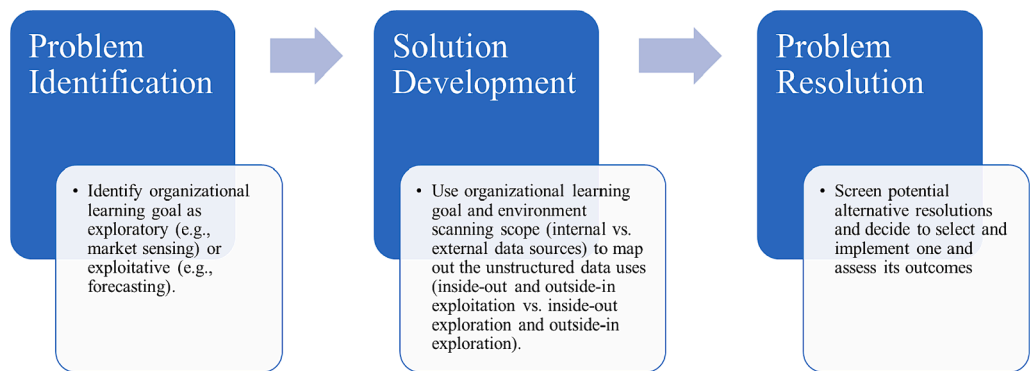 Problem
Identification
• Identify organizational
learning goal as
exploratory (e.g.,
market sensing) or
exploitative (e.g.,
forecasting).
Solution
Development
• Use organizational learning
goal and environment
scanning scope (internal vs.
external data sources) to map
out the unstructured data uses
(inside-out and outside-in
exploitation vs. inside-out
exploration and outside-in
exploration).
Problem
Resolution
• Screen potential
alternative resolutions
and decide to select and
implement one and
assess its outcomes